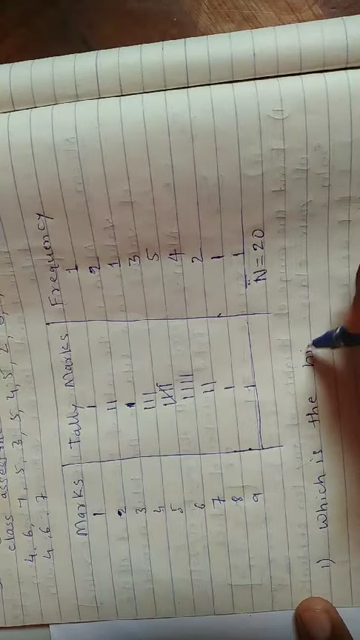 class asses
4, 6, 7, 5, 3, 5, 4, 5, 2, 6,
4, 6, 7
Marks Tally Marks Frequency
1 | 1
2 || 2
3 | 1
4 ||| 3
5 𝍸 5
6 |||| 4
7 || 2
8 | 1
9 | 1
N = 20
1) which is the